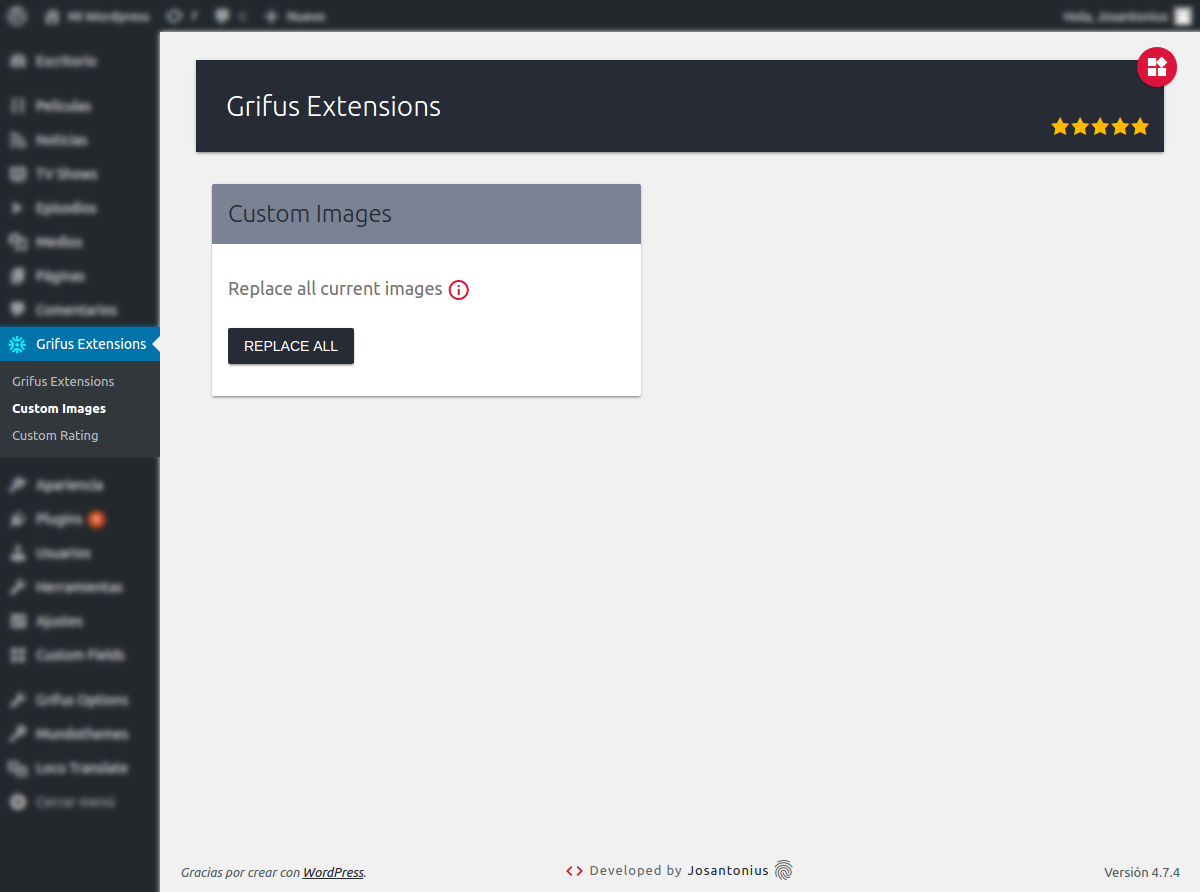 Mi Wordpress
7
Nuevo
Hola, Josantonius
Escritorio
Películas
Noticias
TV Shows
Episodios
Medios
Páginas
Comentarios
Grifus Extensions
Grifus Extensions
Custom Images
Custom Rating
Apariencia
Plugins
Usuarios
Herramientas
Ajustes
Custom Fields
Grifus Options
Mundothemes
Loco Translate
Cerrar menú
Grifus Extensions
Custom Images
Replace all current images
REPLACE ALL
Gracias por crear con WordPress.
<> Developed by Josantonius
Versión 4.7.4